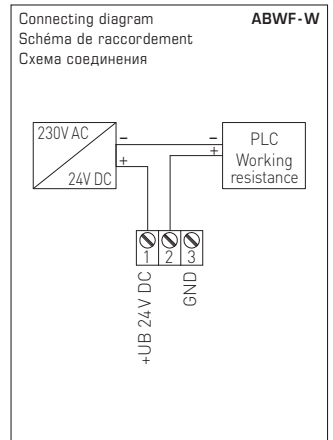 Connecting diagram ABWF-W
Schéma de raccordement
Схема соединения
230V AC
24V DC
–
+
–
+
PLC
Working
resistance
1 2 3
+UB 24V DC
GND